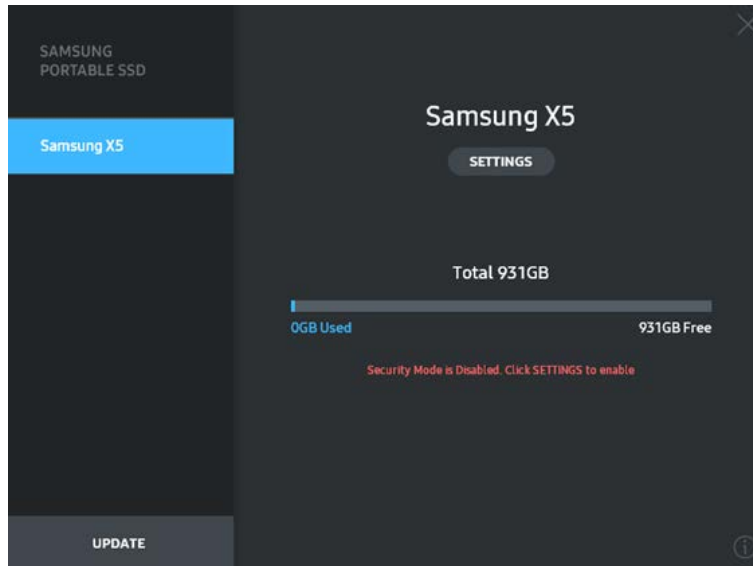 SAMSUNG
PORTABLE SSD
Samsung X5
Samsung X5
SETTINGS
Total 931GB
0GB Used
931GB Free
Security Mode is Disabled. Click SETTINGS to enable
UPDATE